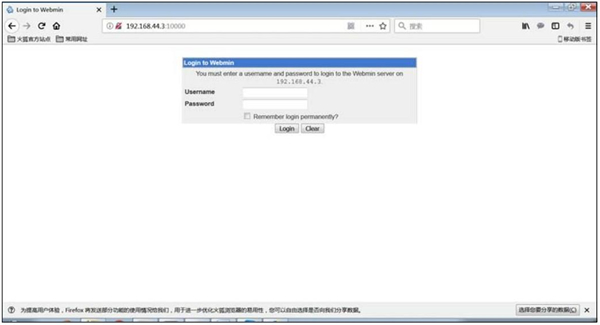 Login to Webmin
192.168.44.3:10000
搜索
火狐官方站点 常用网址
移动版书签
Login to Webmin
You must enter a username and password to login to the Webmin server on
192.168.44.3.
Username
Password
Remember login permanently?
Login Clear
为提高用户体验，Firefox 将发送部分功能的使用情况给我们，用于进一步优化火狐浏览器的易用性，您可以自由选择是否向我们分享数据。
选择您要分享的数据(C)